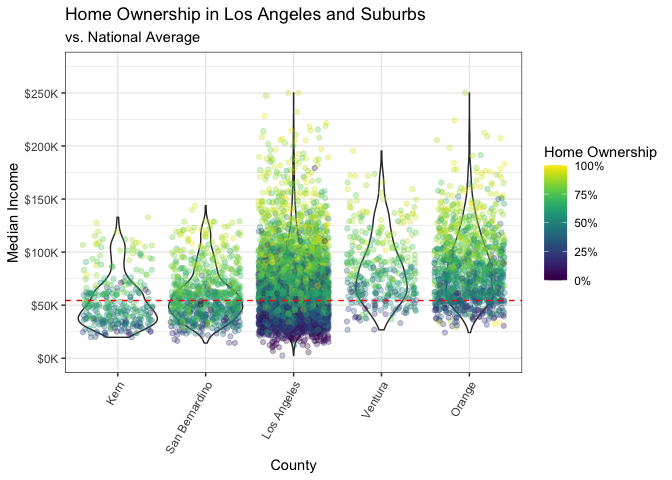 Home Ownership in Los Angeles and Suburbs
vs. National Average
Median Income
$250K
$200K
$150K
$100K
$50K
$0K
Kern
San Bernardino
Los Angeles
Ventura
Orange
County
Home Ownership
100%
75%
50%
25%
0%